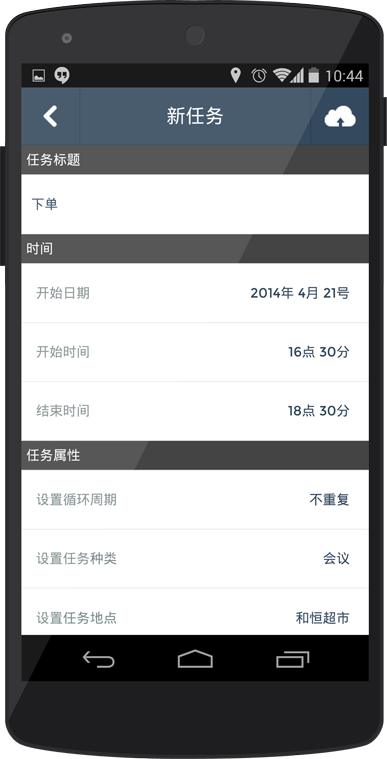 10:44
新任务
任务标题
下单
时间
开始日期 2014年 4月 21号
开始时间 16点 30分
结束时间 18点 30分
任务属性
设置循环周期 不重复
设置任务种类 会议
设置任务地点 和恒超市